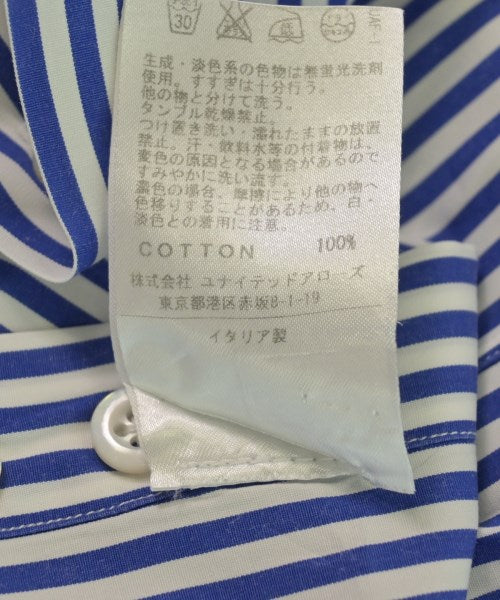 30
生成・淡色系の色物は無蛍光洗剤
使用。すすぎは十分行う。
他の物と分けて洗う。
タンブル乾燥禁止。
つけ置き洗い・濡れたままの放置
禁止。汗・飲料水等の付着物は、
変色の原因となる場合があるので
すみやかに洗い流す。
濃色の場合、摩擦により他の物へ
色移りすることがあるため、白・
淡色との着用に注意。
COTTON 100%
株式会社 ユナイテッドアローズ
東京都港区赤坂8-1-19
イタリア製